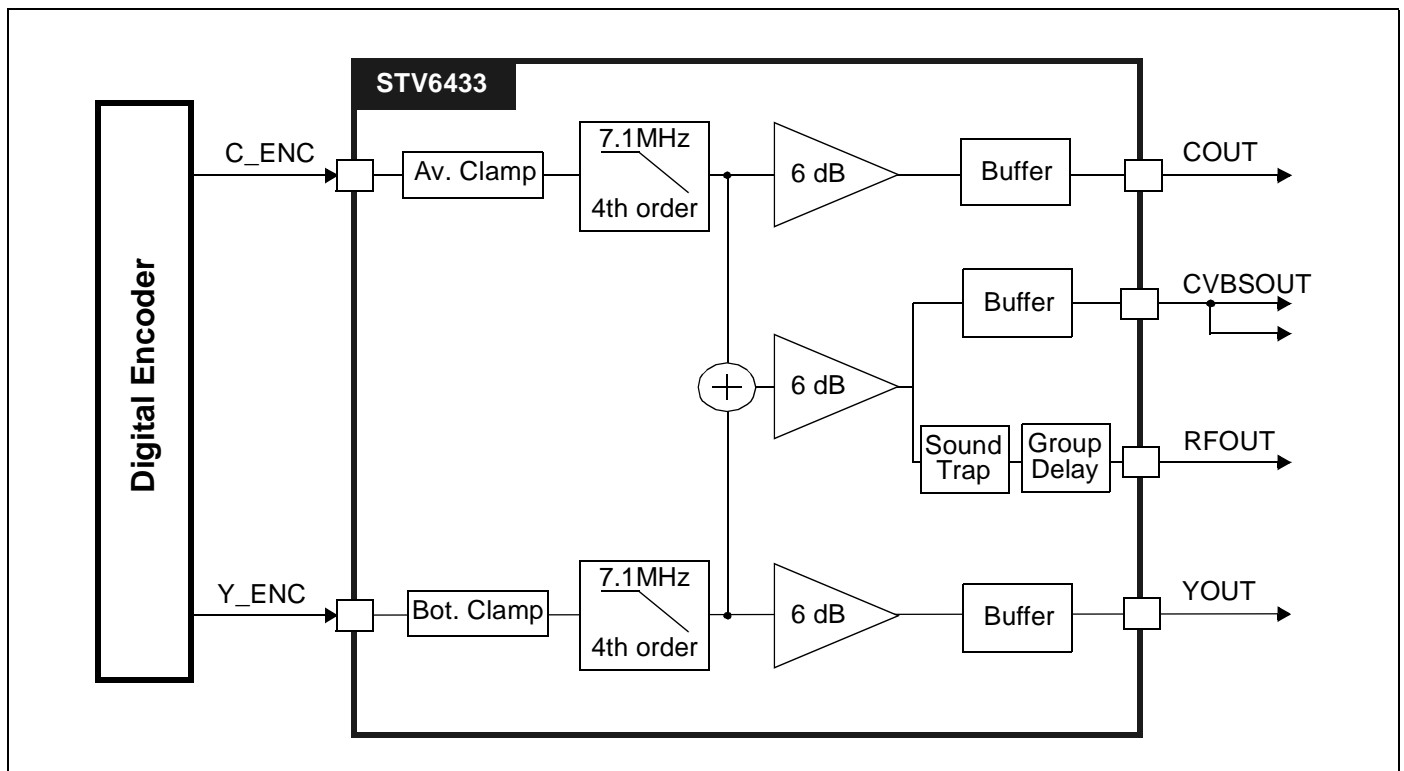 STV6433
Digital Encoder
C_ENC
Av. Clamp
7.1MHz
4th order
6 dB
Buffer
COUT
Buffer
CVBSOUT
6 dB
Sound
Trap
Group
Delay
RFOUT
Y_ENC
Bot. Clamp
7.1MHz
4th order
6 dB
Buffer
YOUT